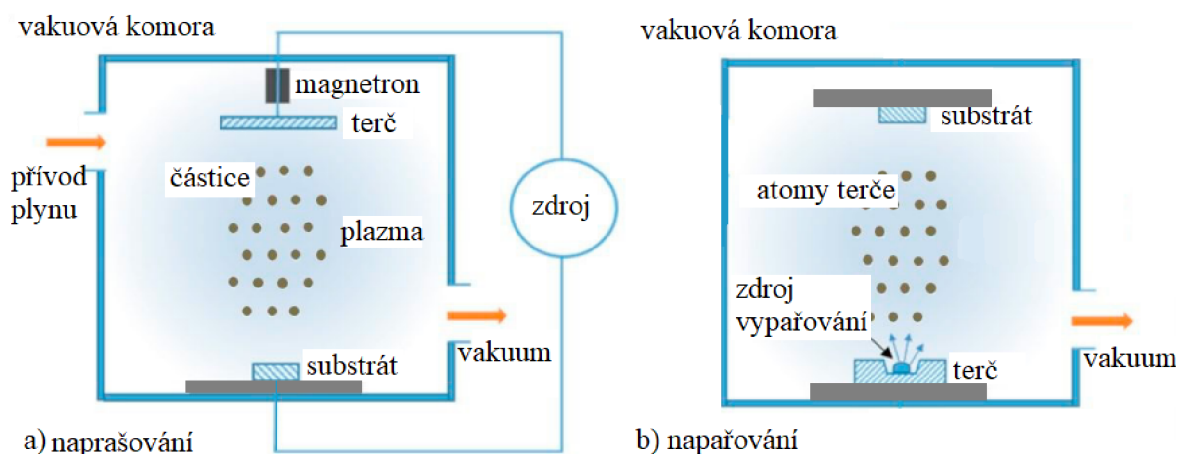 vakuová komora
magnetron
terč
přívod
plynu
částice
plazma
zdroj
substrát
vakuum
a) naprašování
vakuová komora
substrát
atomy terče
zdroj
vypařování
terč
vakuum
b) napařování